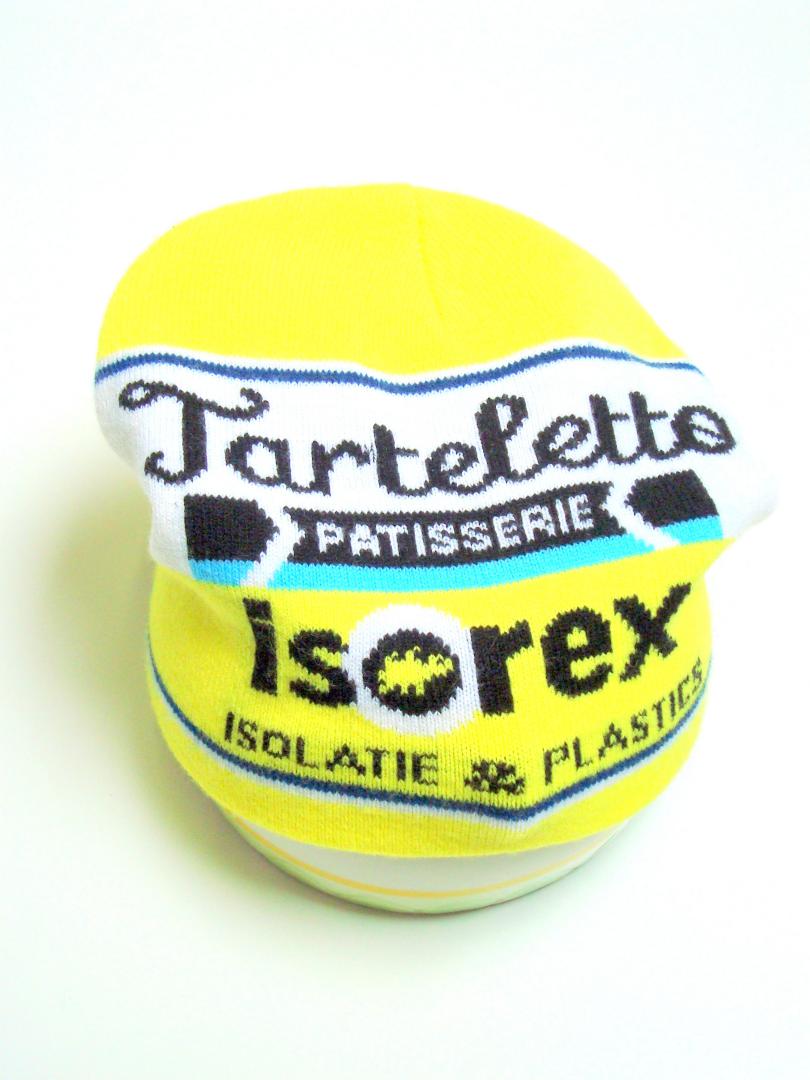 Tarteletto
PATISSERIE
isorex
ISOLATIE & PLASTICS